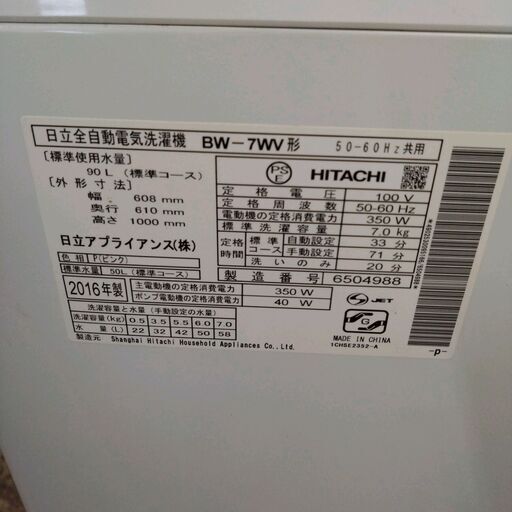 日立全自動電気洗濯機 BW-7WV形 50-60Hz共用
〔標準使用水量〕
90L (標準コース)
〔外形寸法〕
幅 608 mm
奥行 610 mm
高さ 1000 mm
日立アプライアンス(株)
色相 P(ピンク)
標準水量 50L (標準コース)
PSE HITACHI
定格電圧 100 V
定格周波数 50-60 Hz
電動機の定格消費電力 350 W
標準洗濯容量 7.0 kg
定格時間 標準コース 自動設定 33 分
手動設定 71 分
洗いのみ 20 分
製造番号 6504988
2016年製
主電動機の定格消費電力 350 W
ポンプ電動機の定格消費電力 40 W
洗濯容量と水量 (手動設定の水量)
洗濯容量(kg) 0.5 3.5 5.5 6.0 7.0
水量 (L) 22 32 42 50 58
製造元 Shanghai Hitachi Household Appliances Co., Ltd.
S JET
G
MADE IN CHINA
1CHSE2352-A
-P-